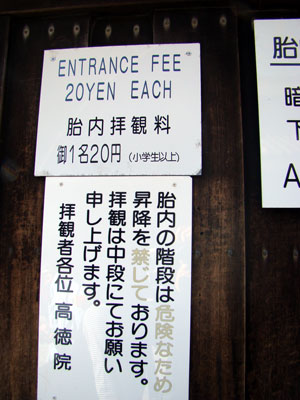 ENTRANCE FEE
20YEN EACH
胎内拝観料
御1名20円 (小学生以上)
胎内の階段は危険なため
昇降を禁じております。
拝観は中段にてお願い
申し上げます。
拝観者各位 高徳院
胎
暗
下
A